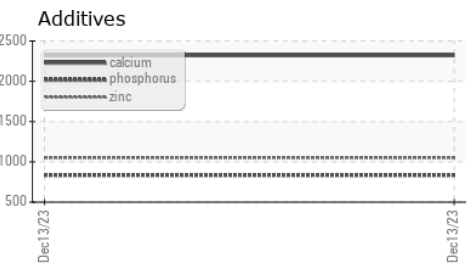 Additives
2500
2000
1500
1000
500
calcium
phosphorus
zinc
Dec13/23
Dec13/23